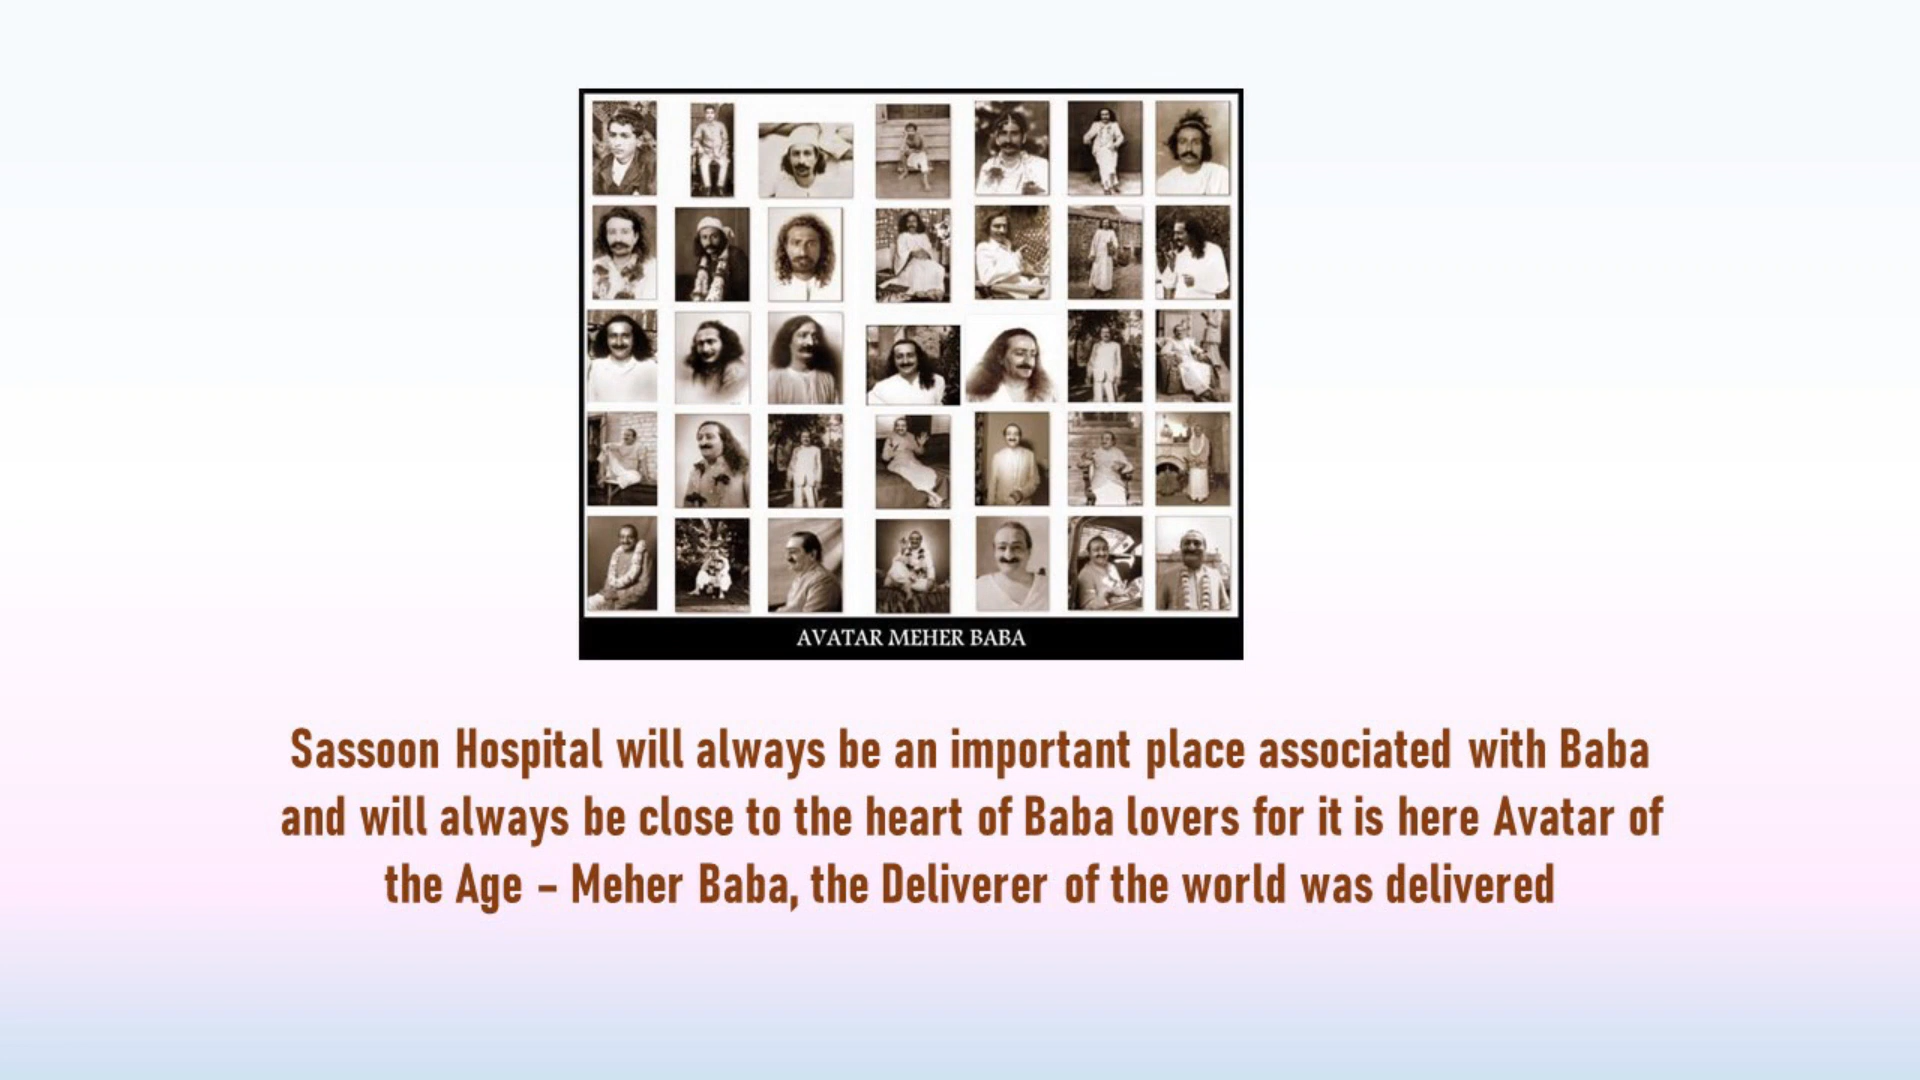 AVATAR MEHER BABA
Sassoon Hospital will always be an important place associated with Baba
and will always be close to the heart of Baba lovers for it is here Avatar of
the Age – Meher Baba, the Deliverer of the world was delivered